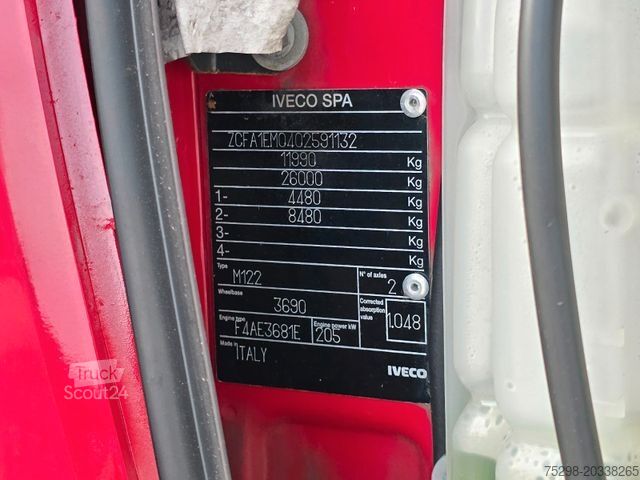 IVECO SPA
ZCFA1EM0402591132
11990 Kg
26000 Kg
1- 4480 Kg
2- 8480 Kg
3- Kg
4- Kg
Type M122 N° of axles 2
Wheelbase 3690 Corrected absorption value 1.048
Engine type F4AE3681E Engine power kW 205
Made in ITALY
IVECO
Truck
Scout24
75298-20338265